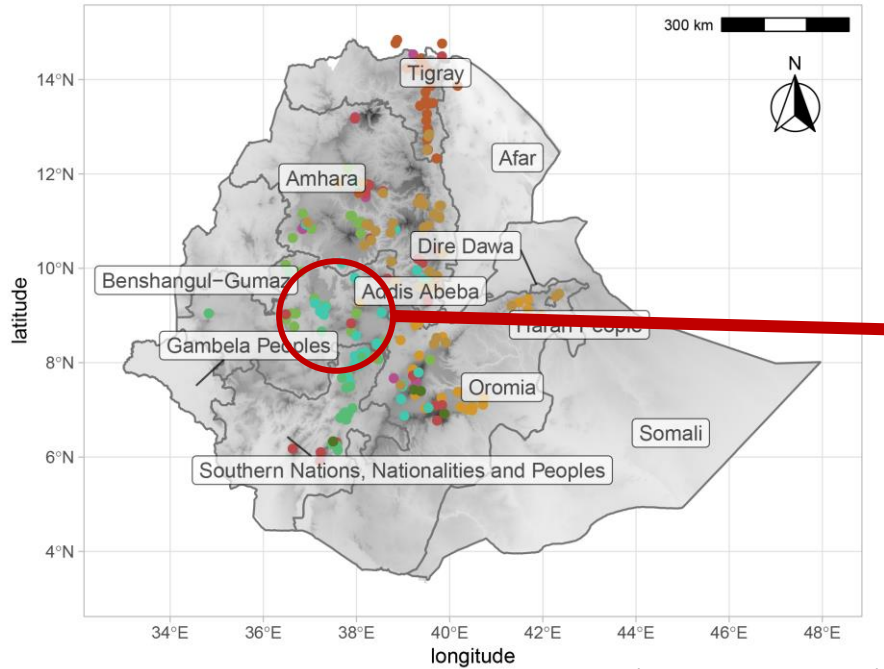 300 km
N
14°N
12°N
10°N
8°N
6°N
4°N
latitude
Tigray
Afar
Amhara
Dire Dawa
Benshangul−Gumaz
Addis Abeba
Harari People
Gambela Peoples
Oromia
Somali
Southern Nations, Nationalities and Peoples
34°E 36°E 38°E 40°E 42°E 44°E 46°E 48°E
longitude